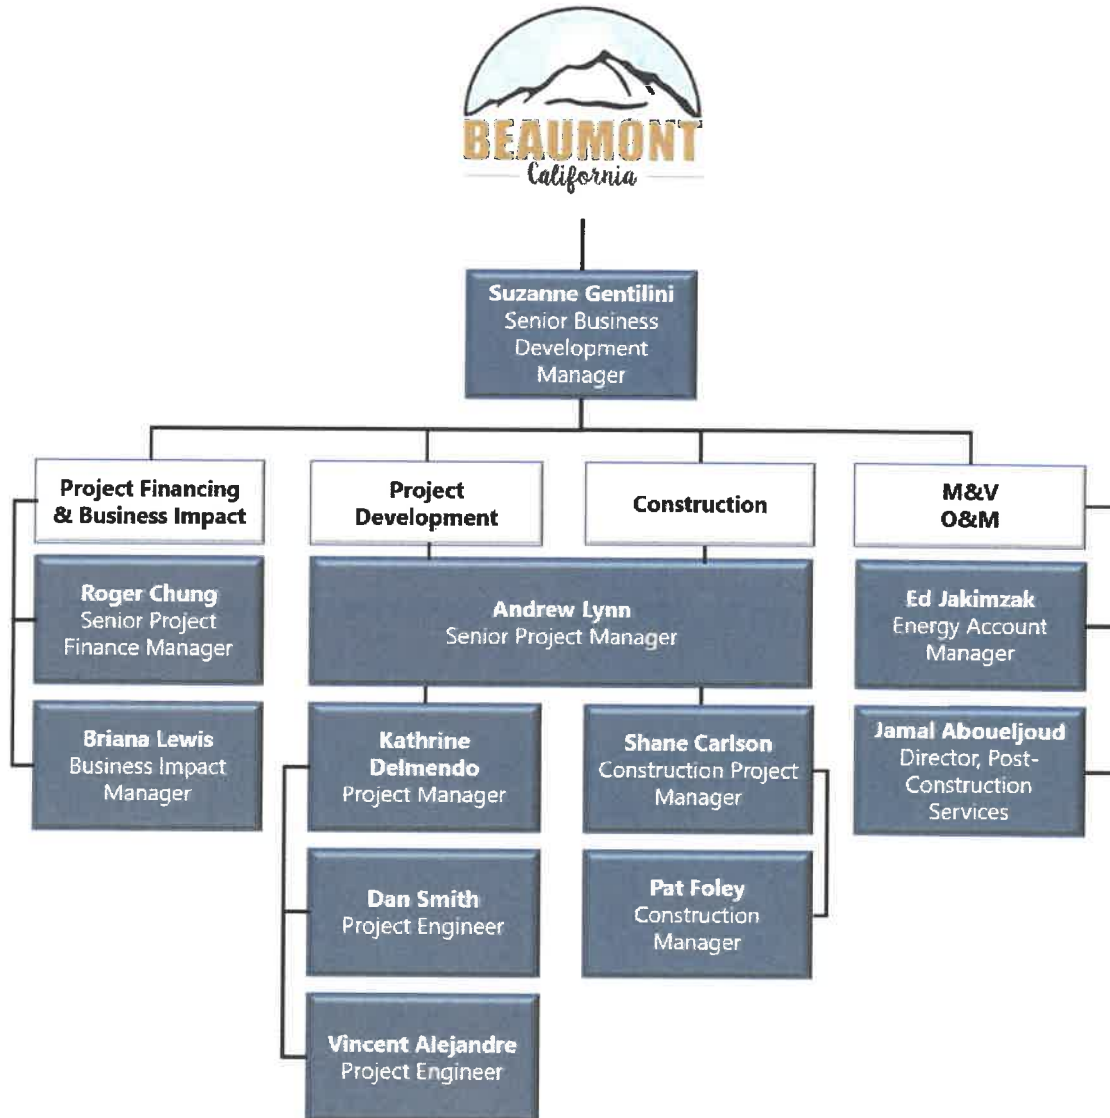 BEAUMONT
California
Suzanne Gentilini
Senior Business
Development
Manager
Project Financing
& Business Impact
Project
Development
Construction
M&V
O&M
Roger Chung
Senior Project
Finance Manager
Andrew Lynn
Senior Project Manager
Ed Jakimzak
Energy Account
Manager
Briana Lewis
Business Impact
Manager
Kathrine
Delmendo
Project Manager
Shane Carlson
Construction Project
Manager
Jamal Aboueljoud
Director, Post-
Construction
Services
Dan Smith
Project Engineer
Pat Foley
Construction
Manager
Vincent Alejandre
Project Engineer